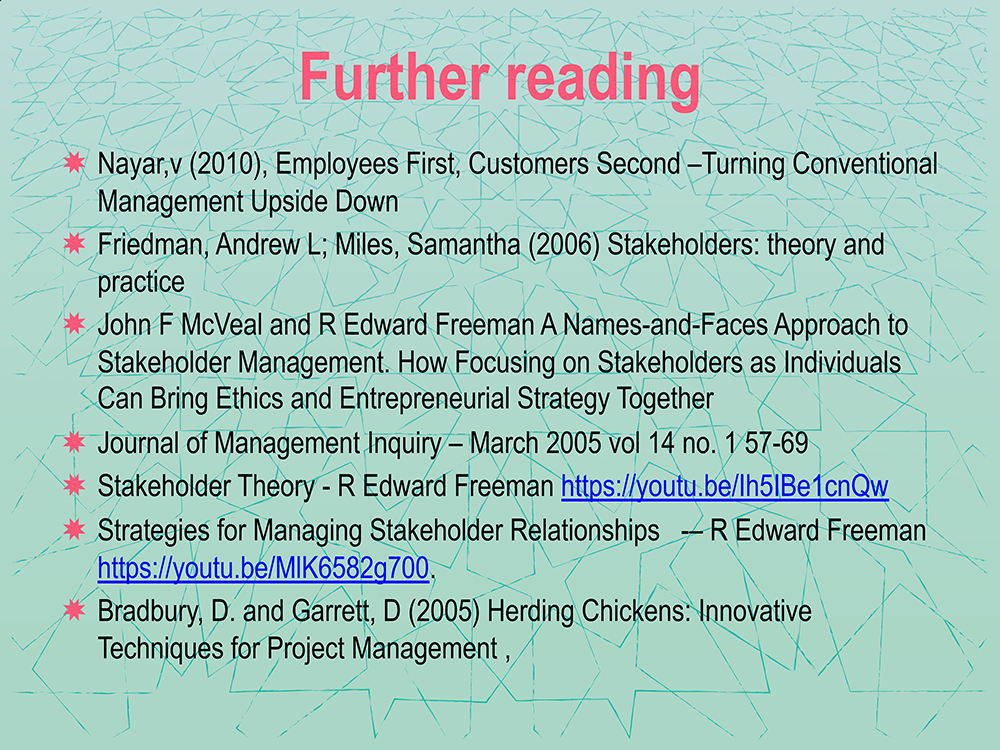 Further reading
Nayar,v (2010), Employees First, Customers Second –Turning Conventional
Management Upside Down
Friedman, Andrew L; Miles, Samantha (2006) Stakeholders: theory and
practice
John F McVeal and R Edward Freeman A Names-and-Faces Approach to
Stakeholder Management. How Focusing on Stakeholders as Individuals
Can Bring Ethics and Entrepreneurial Strategy Together
Journal of Management Inquiry – March 2005 vol 14 no. 1 57-69
Stakeholder Theory - R Edward Freeman https://youtu.be/Ih5IBe1cnQw
Strategies for Managing Stakeholder Relationships -– R Edward Freeman
https://youtu.be/MlK6582g700.
Bradbury, D. and Garrett, D (2005) Herding Chickens: Innovative
Techniques for Project Management ,